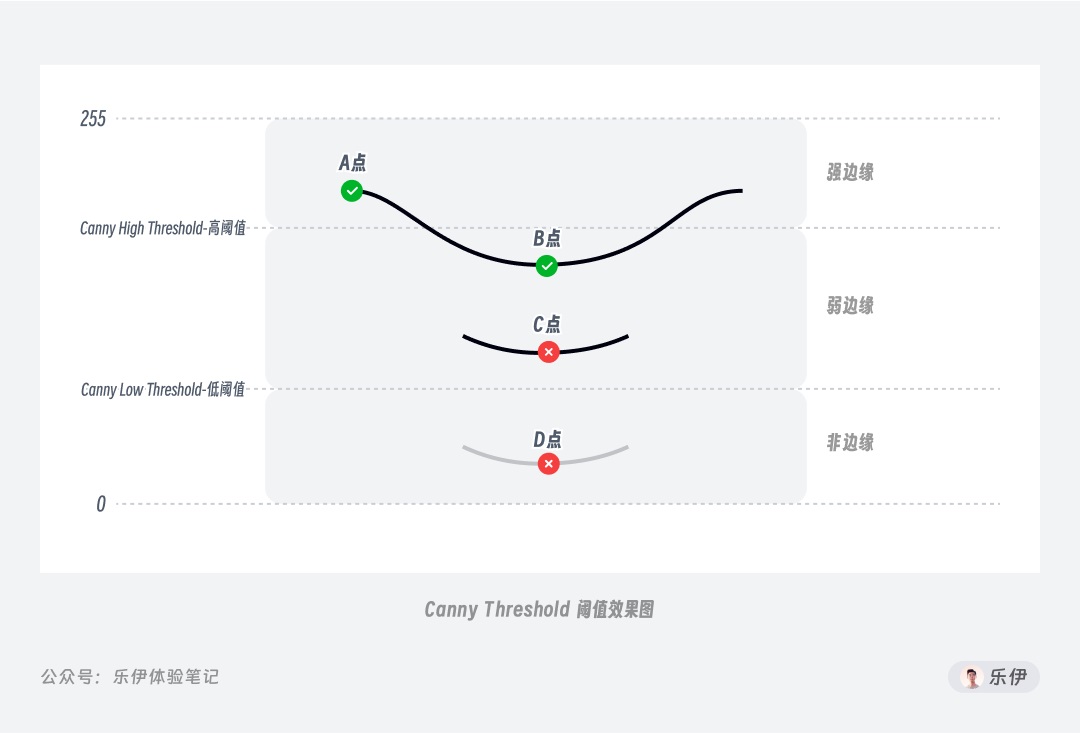 255
A点
强边缘
Canny High Threshold-高阈值
B点
弱边缘
C点
Canny Low Threshold-低阈值
D点
非边缘
0
Canny Threshold 阈值效果图
公众号：乐伊体验笔记
乐伊